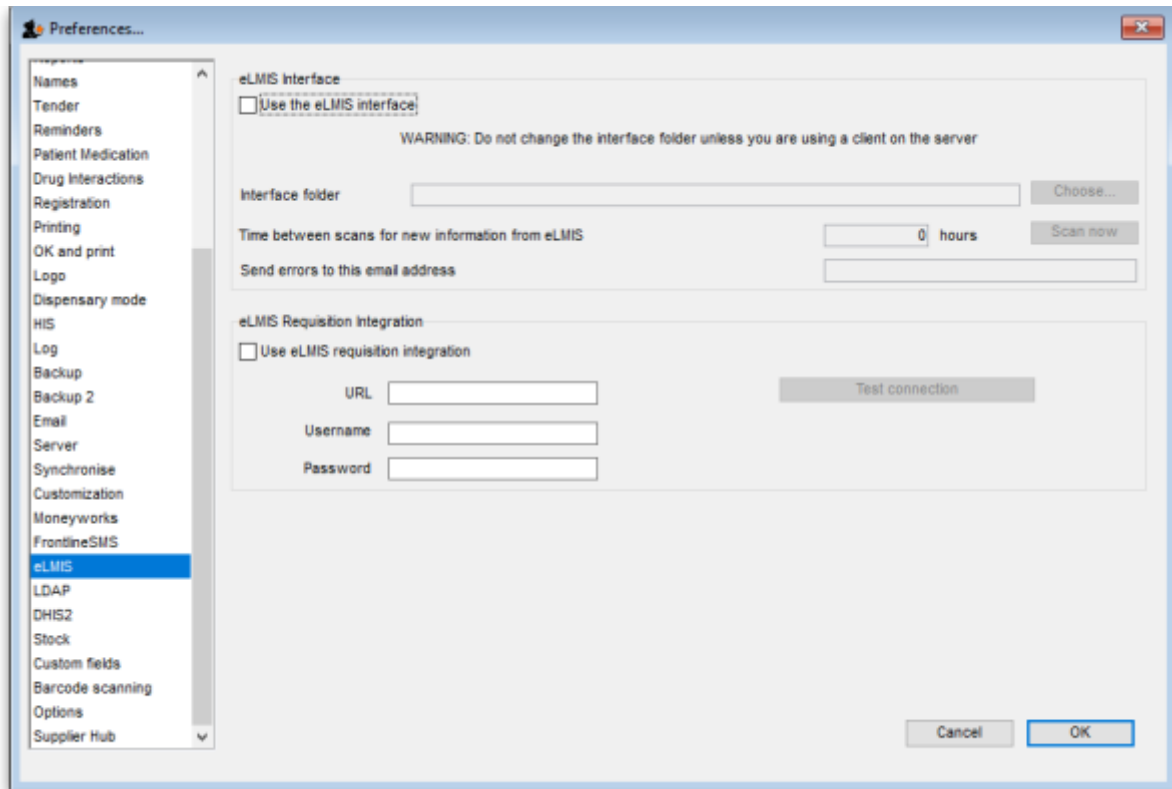 Preferences...
Names
Tender
Reminders
Patient Medication
Drug Interactions
Registration
Printing
OK and print
Logo
Dispensary mode
HIS
Log
Backup
Backup 2
Email
Server
Synchronise
Customization
Moneyworks
FrontlineSMS
eLMIS
LDAP
DHIS2
Stock
Custom fields
Barcode scanning
Options
Supplier Hub
eLMIS Interface
Use the eLMIS interface
WARNING: Do not change the interface folder unless you are using a client on the server
Interface folder Choose...
Time between scans for new information from eLMIS 0 hours Scan now
Send errors to this email address
eLMIS Requisition Integration
Use eLMIS requisition integration
URL Test connection
Username
Password
Cancel OK